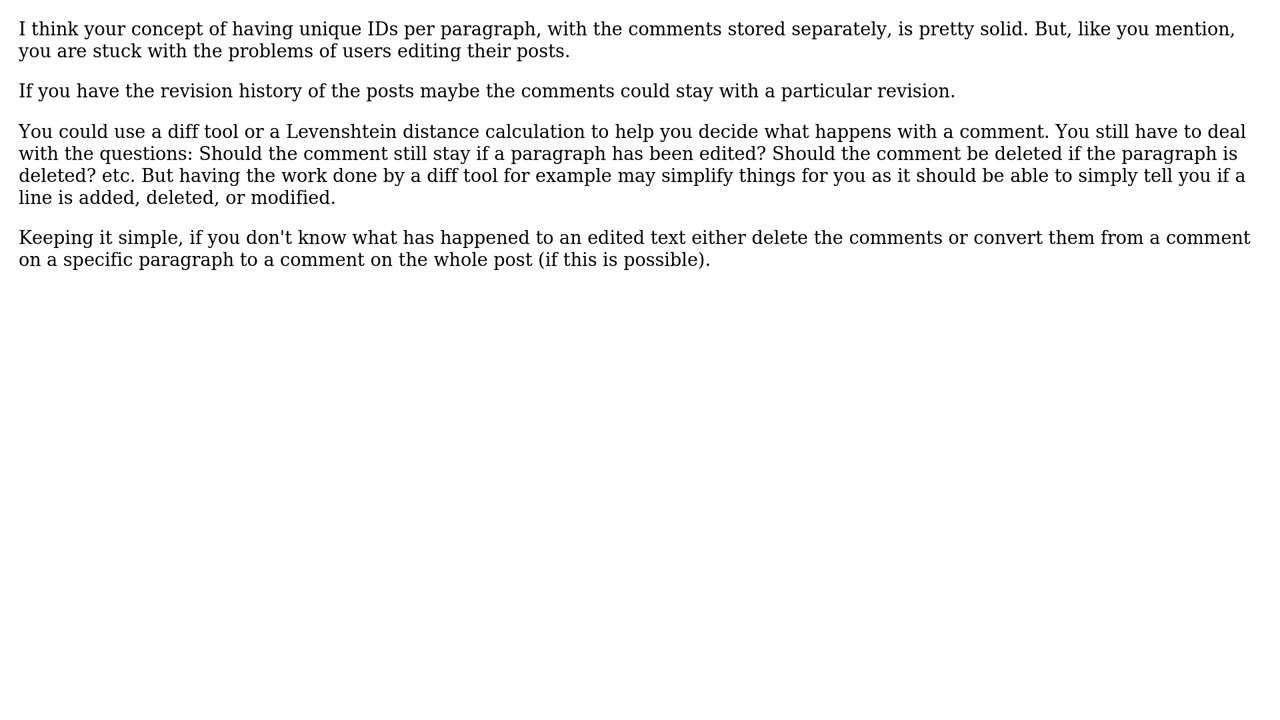 I think your concept of having unique IDs per paragraph, with the comments stored separately, is pretty solid. But, like you mention,
you are stuck with the problems of users editing their posts.
If you have the revision history of the posts maybe the comments could stay with a particular revision.
You could use a diff tool or a Levenshtein distance calculation to help you decide what happens with a comment. You still have to deal
with the questions: Should the comment still stay if a paragraph has been edited? Should the comment be deleted if the paragraph is
deleted? etc. But having the work done by a diff tool for example may simplify things for you as it should be able to simply tell you if a
line is added, deleted, or modified.
Keeping it simple, if you don't know what has happened to an edited text either delete the comments or convert them from a comment
on a specific paragraph to a comment on the whole post (if this is possible).